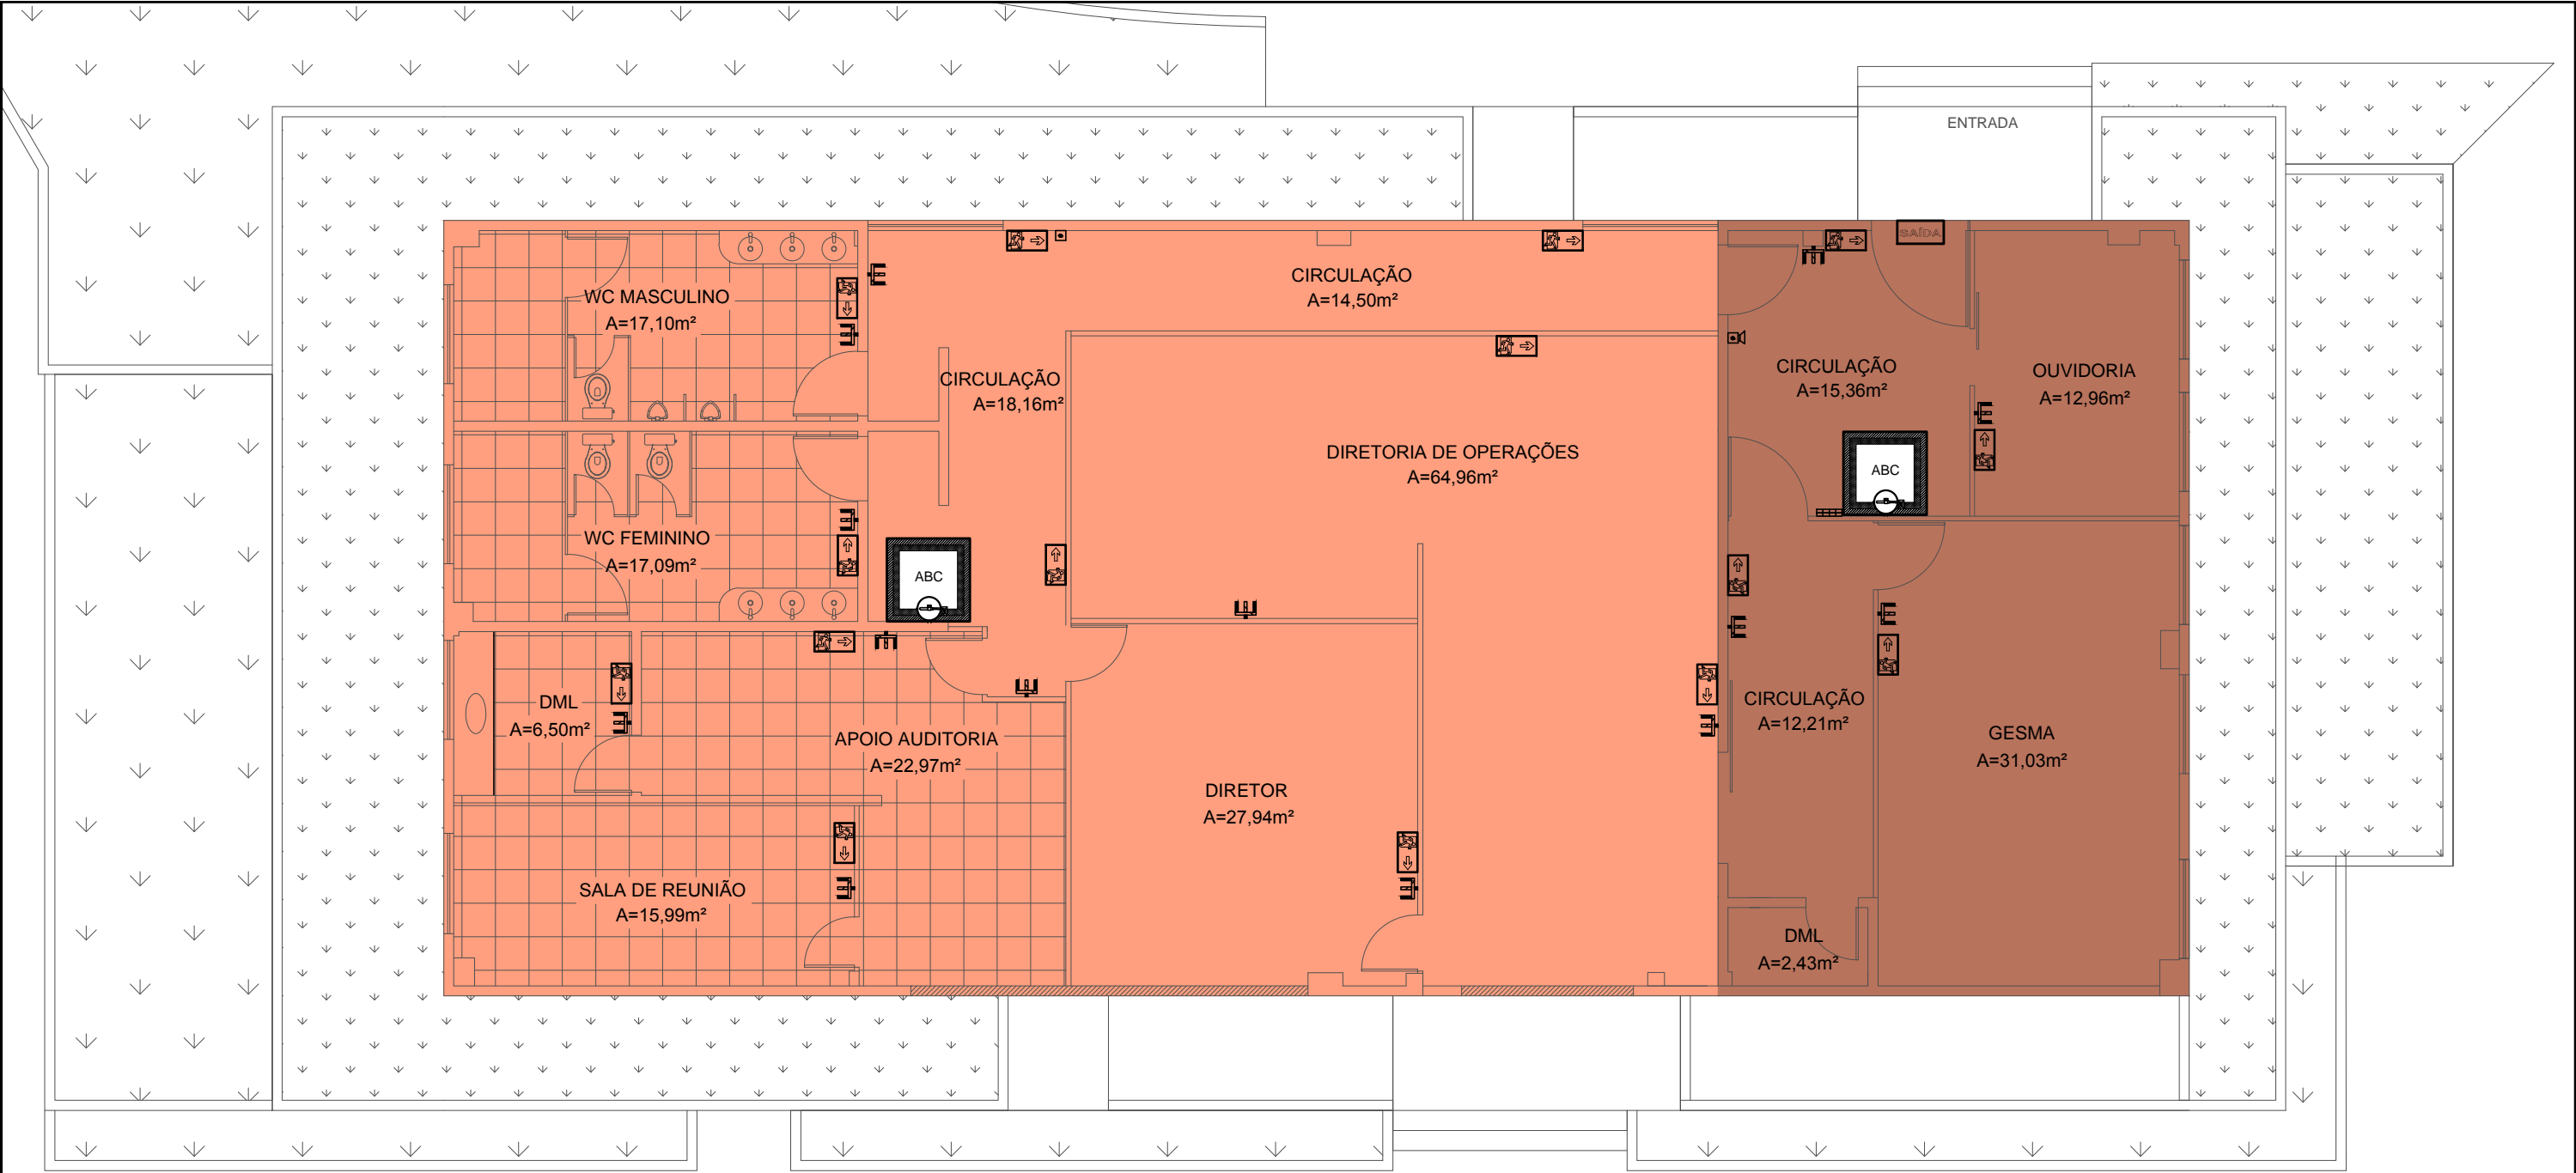 ENTRADA
SAÍDA
WC MASCULINO
A=17,10m²
CIRCULAÇÃO
A=14,50m²
CIRCULAÇÃO
A=18,16m²
CIRCULAÇÃO
A=15,36m²
OUVIDORIA
A=12,96m²
DIRETORIA DE OPERAÇÕES
A=64,96m²
ABC
WC FEMININO
A=17,09m²
ABC
DML
A=6,50m²
APOIO AUDITORIA
A=22,97m²
CIRCULAÇÃO
A=12,21m²
GESMA
A=31,03m²
DIRETOR
A=27,94m²
SALA DE REUNIÃO
A=15,99m²
DML
A=2,43m²